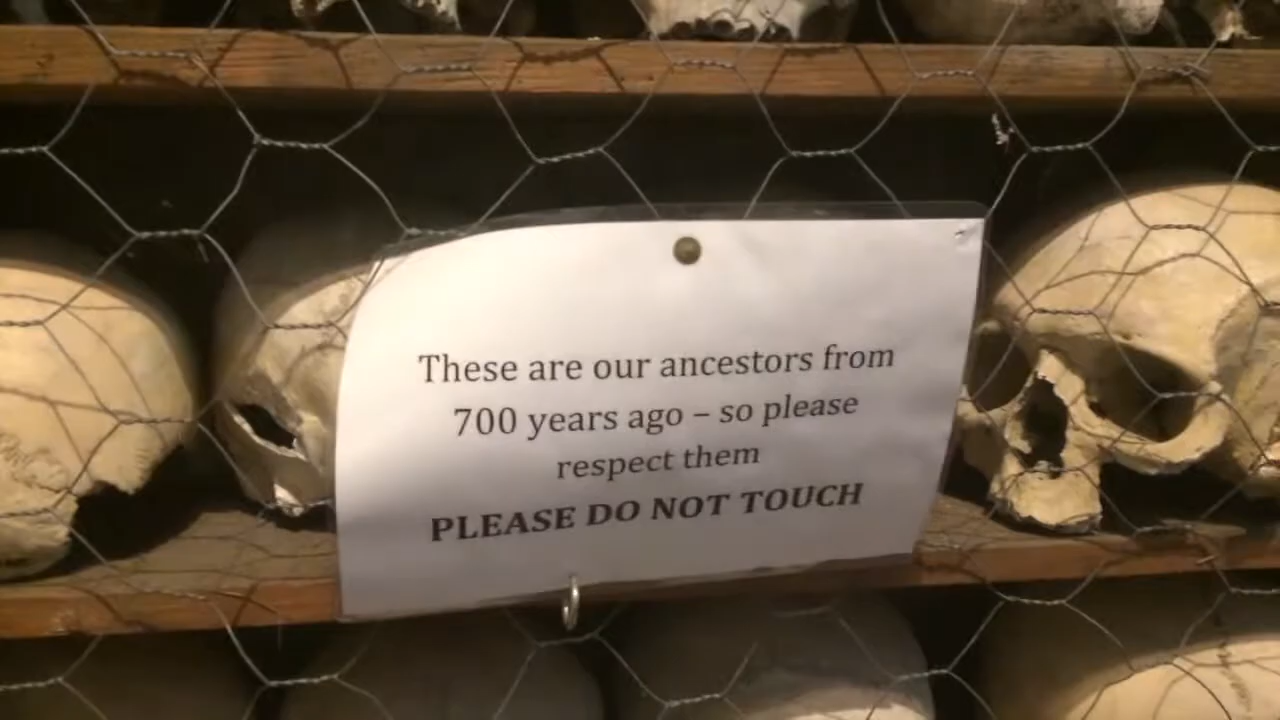 These are our ancestors from
700 years ago – so please
respect them
PLEASE DO NOT TOUCH